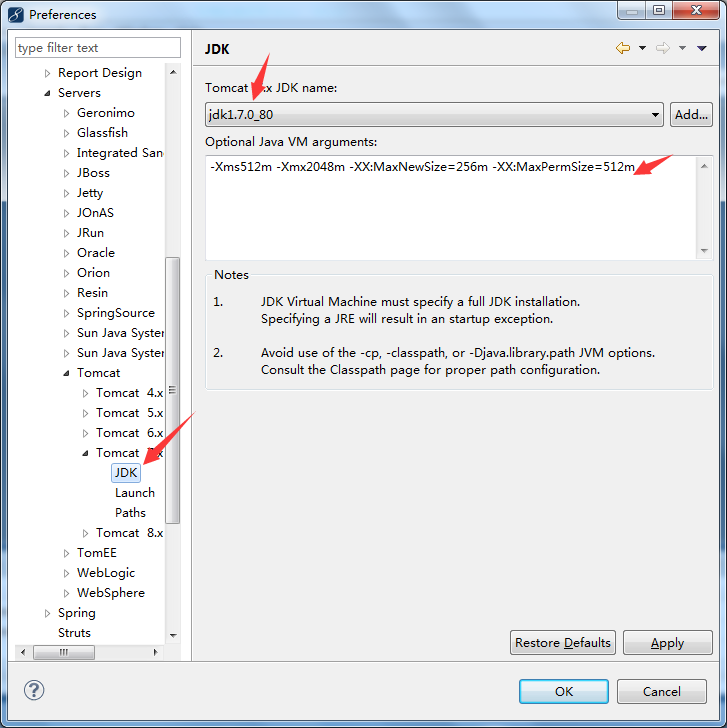 Preferences
type filter text
Report Design
Servers
Geronimo
Glassfish
Integrated San
JBoss
Jetty
JOnAS
JRun
Oracle
Orion
Resin
SpringSource
Sun Java System
Sun Java System
Tomcat
Tomcat 4.x
Tomcat 5.x
Tomcat 6.x
Tomcat .x
JDK
Launch
Paths
Tomcat 8.x
TomEE
WebLogic
WebSphere
Spring
Struts
JDK
Tomcat .x JDK name:
jdk1.7.0_80
Add...
Optional Java VM arguments:
-Xms512m -Xmx2048m -XX:MaxNewSize=256m -XX:MaxPermSize=512m
Notes
1. JDK Virtual Machine must specify a full JDK installation.
Specifying a JRE will result in an startup exception.
2. Avoid use of the -cp, -classpath, or -Djava.library.path JVM options.
Consult the Classpath page for proper path configuration.
Restore Defaults
Apply
OK
Cancel